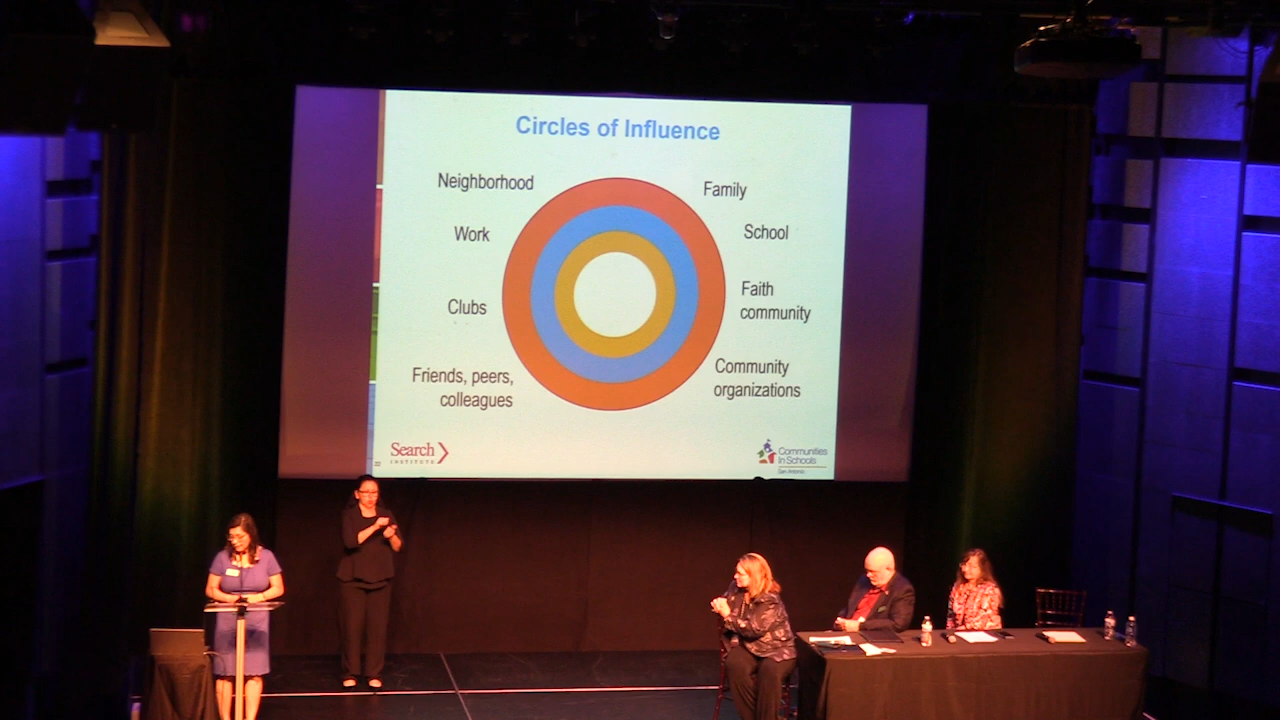 Circles of Influence
Neighborhood
Family
Work
School
Clubs
Faith
community
Friends, peers,
colleagues
Community
organizations
Search
INSTITUTE
Communities
In Schools
San Antonio